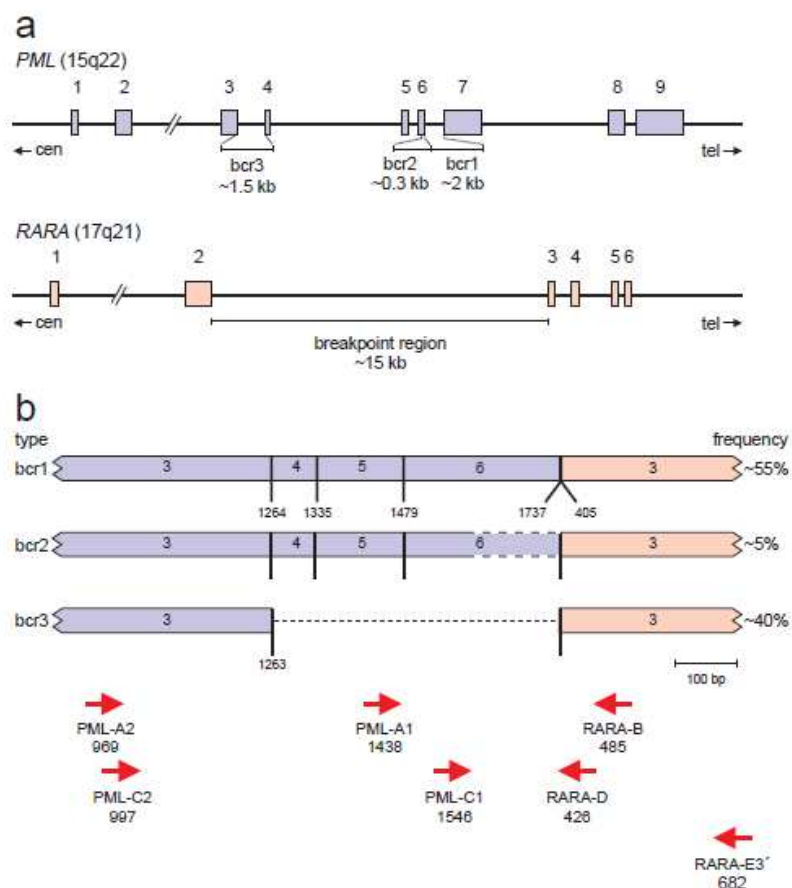 a
PML (15q22)
1 2 3 4 5 6 7 8 9
← cen tel →
bcr3 bcr2 bcr1
~1.5 kb ~0.3 kb ~2 kb
RARA (17q21)
1 2 3 4 5 6
← cen tel →
breakpoint region
~15 kb
b
type frequency
bcr1 3 4 5 6 3 ~55%
1264 1335 1479 1737 405
bcr2 3 4 5 6 3 ~5%
bcr3 3 3 ~40%
1263
100 bp
PML-A2 PML-A1 RARA-B
969 1438 485
PML-C2 PML-C1 RARA-D
997 1546 426
RARA-E3´
682